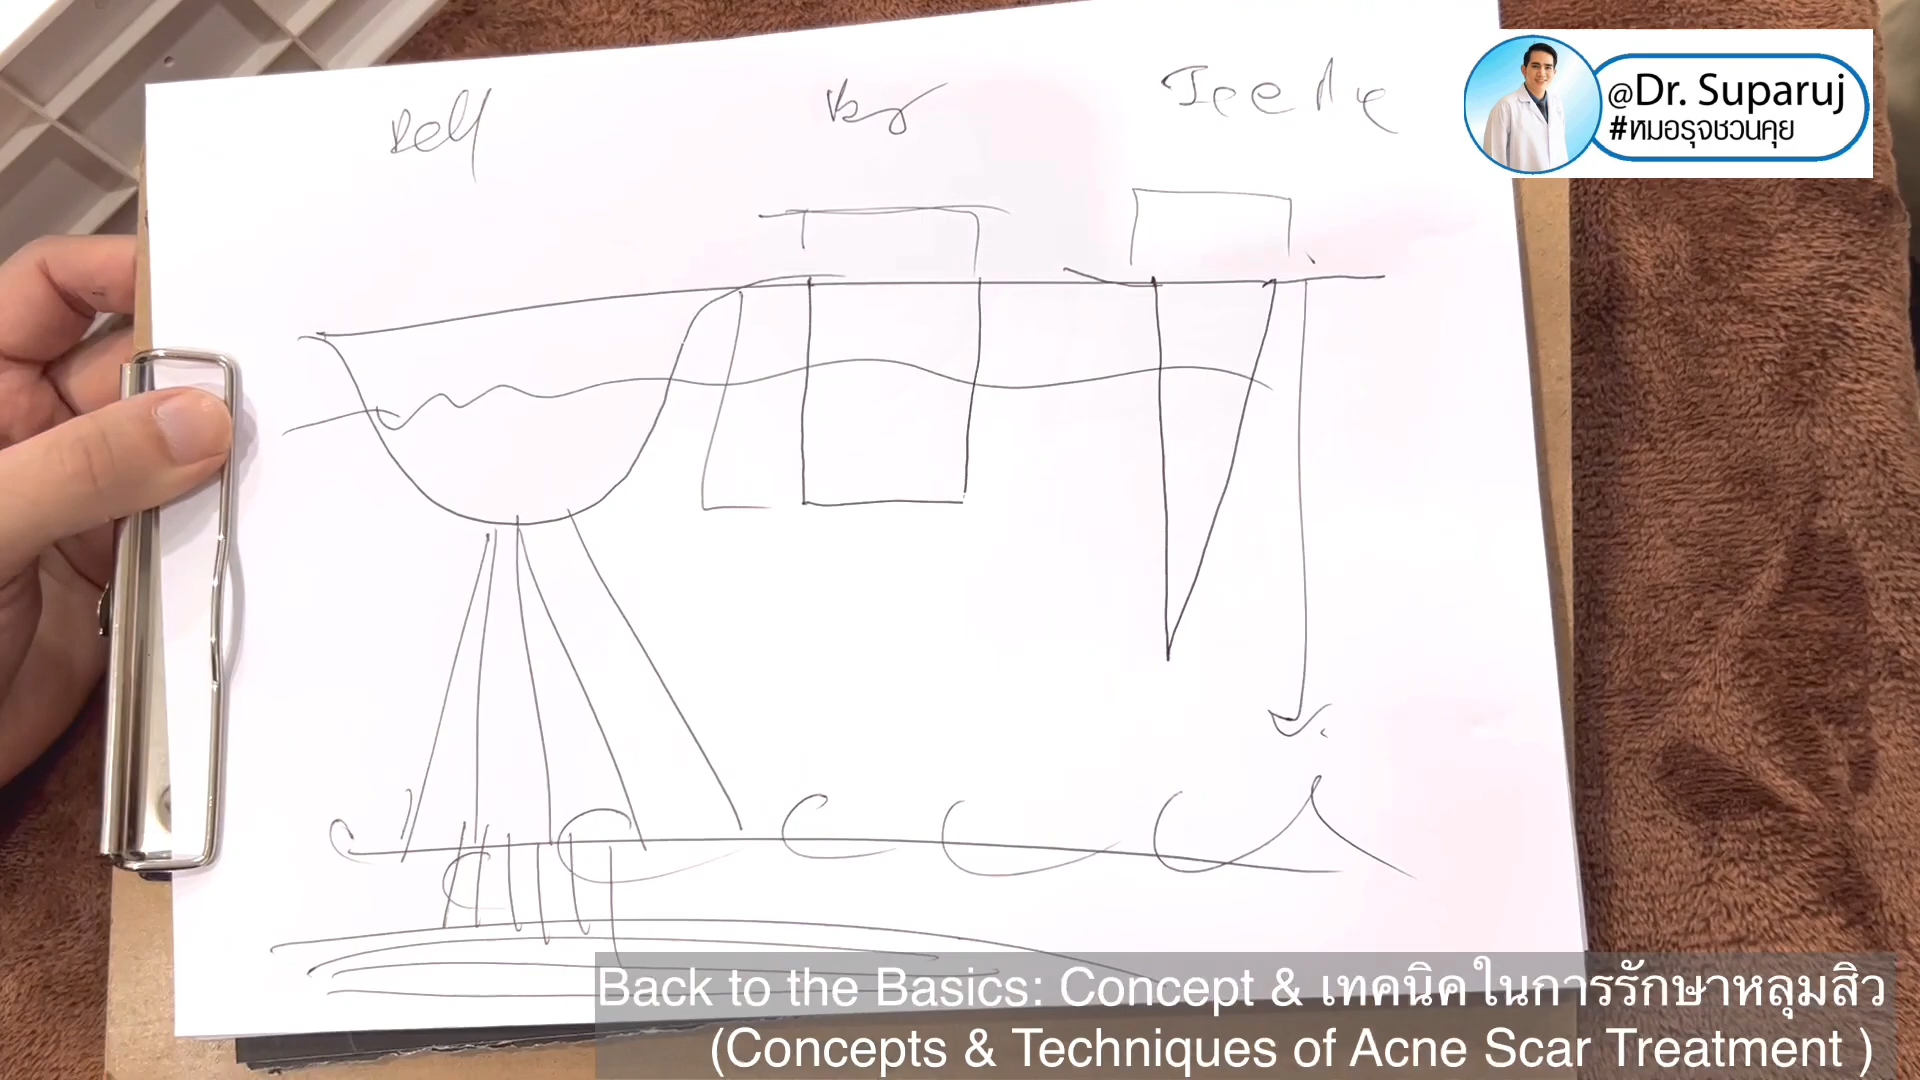 @Dr. Suparuj
#หมอรุจชวนคุย
Back to the Basics: Concept & เทคนิคในการรักษาหลุมสิว
(Concepts & Techniques of Acne Scar Treatment )